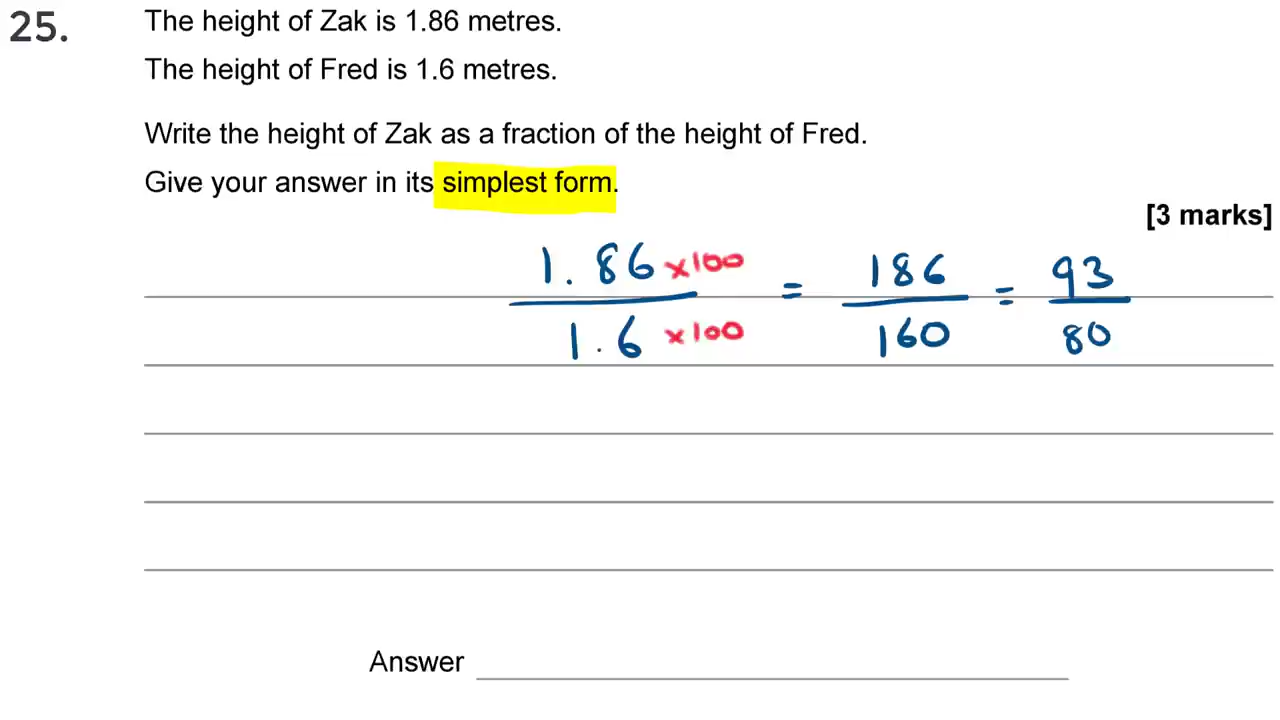 25. The height of Zak is 1.86 metres.
The height of Fred is 1.6 metres.
Write the height of Zak as a fraction of the height of Fred.
Give your answer in its simplest form.
[3 marks]
1.86 ×100 = 186 = 93
1.6 ×100 160 80
Answer